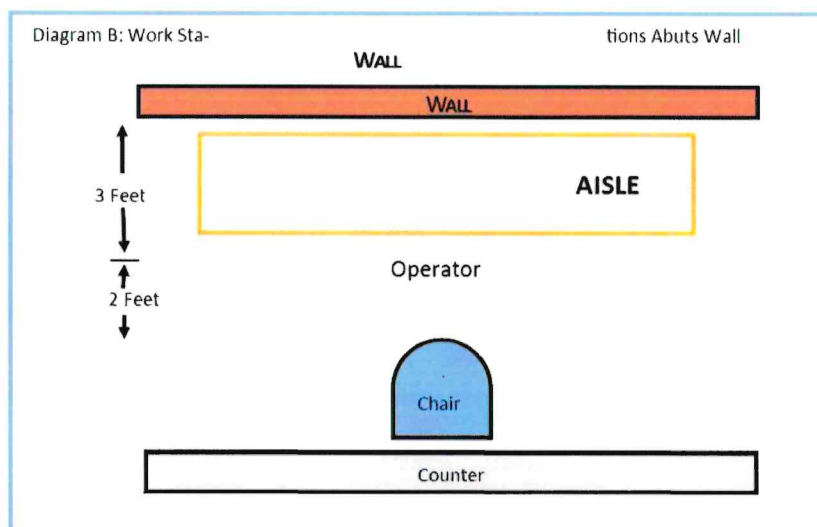 Diagram B: Work Sta- tions Abuts Wall
WALL
WALL
AISLE
3 Feet
Operator
2 Feet
Chair
Counter